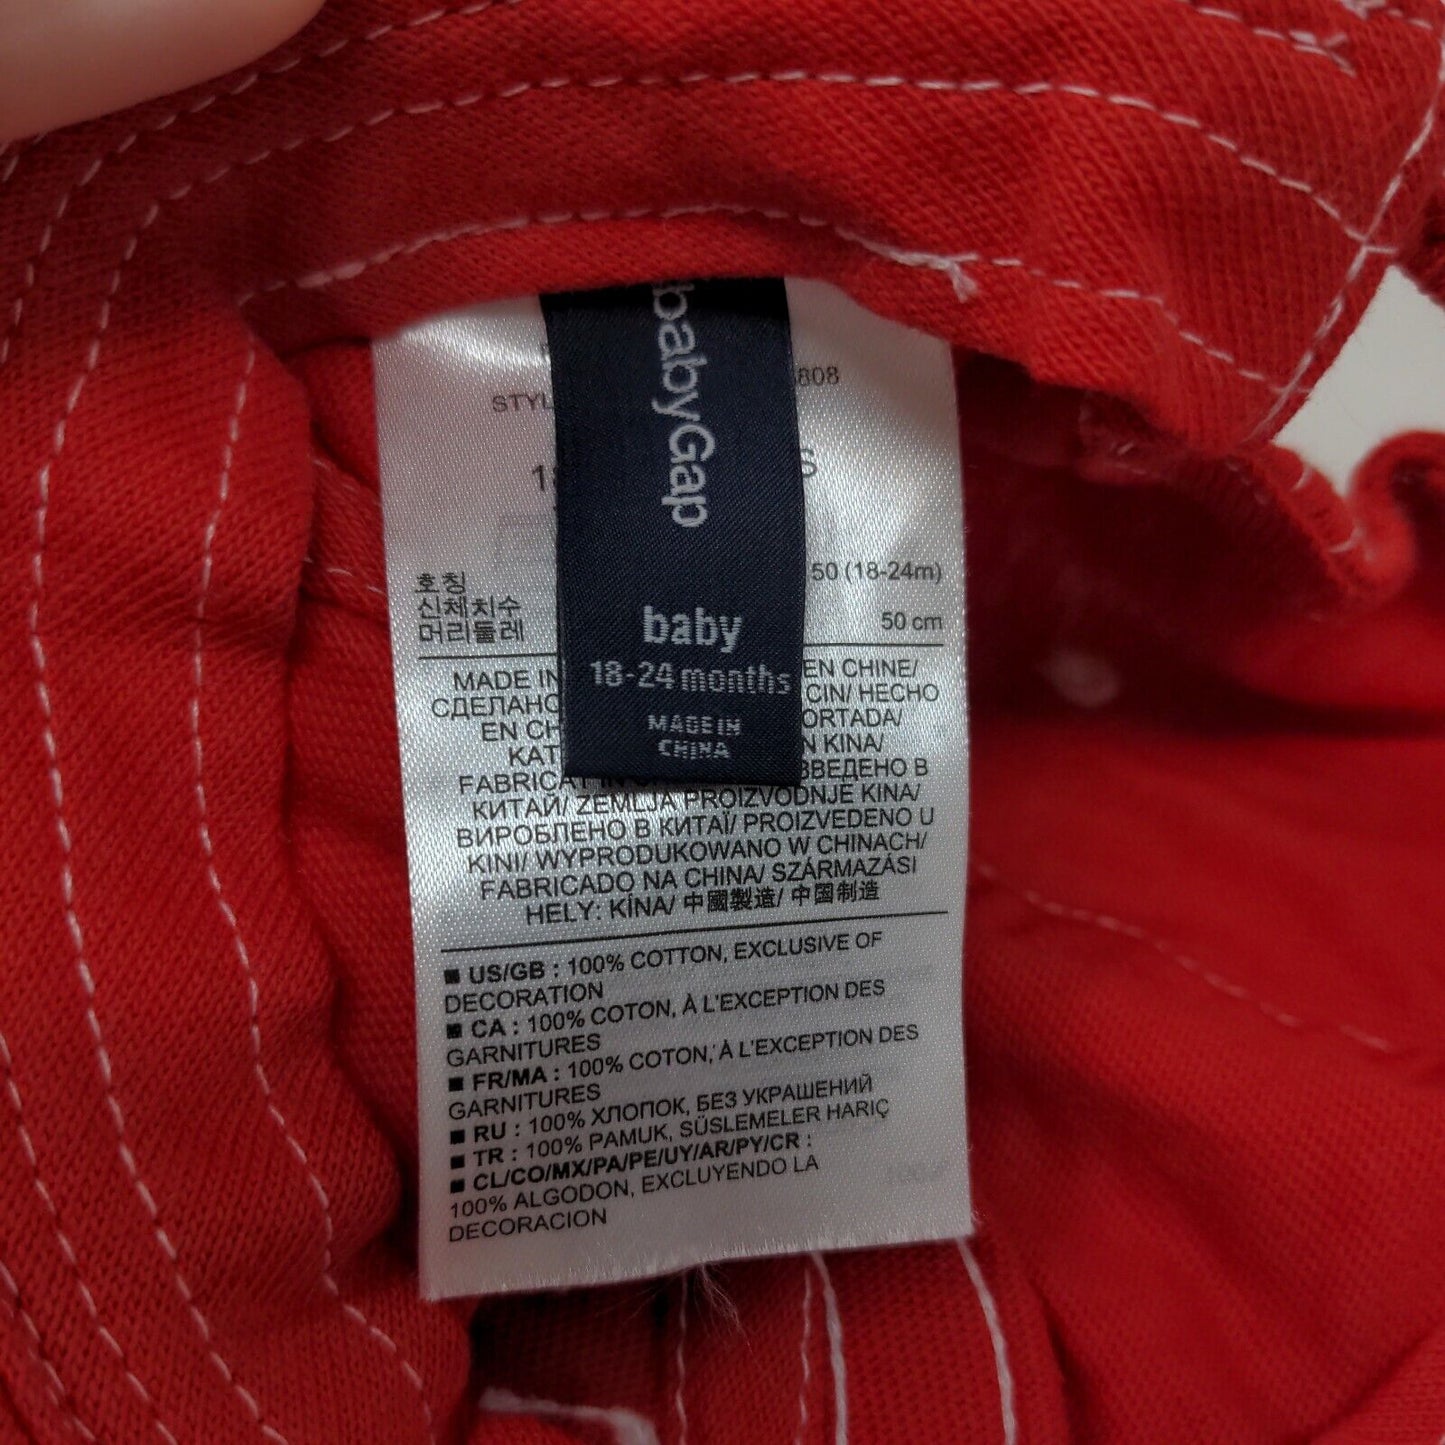 babyGap
baby
18-24 months
MADE IN
CHINA
808
호칭 50 (18-24m)
신체치수
머리둘레 50 cm
MADE IN EN CHINE/
CIN/ HECHO
EN CH ORTADA/
N KINA/
FABRICAT IN ВВЕДЕНО В
КИТАЙ/ ZEMLJA PROIZVODNJE KINA/
ВИРОБЛЕНО В КИТАЇ/ PROIZVEDENO U
KINI/ WYPRODUKOWANO W CHINACH/
FABRICADO NA CHINA/ SZÁRMAZÁSI
HELY: KÍNA/ 中國製造/ 中国制造
■ US/GB : 100% COTTON, EXCLUSIVE OF
DECORATION
■ CA : 100% COTON, À L'EXCEPTION DES
GARNITURES
■ FR/MA : 100% COTON, À L'EXCEPTION DES
GARNITURES
■ RU : 100% ХЛОПОК, БЕЗ УКРАШЕНИЙ
■ TR : 100% PAMUK, SÜSLEMELER HARIÇ
■ CL/CO/MX/PA/PE/UY/AR/PY/CR :
100% ALGODON, EXCLUYENDO LA
DECORACION